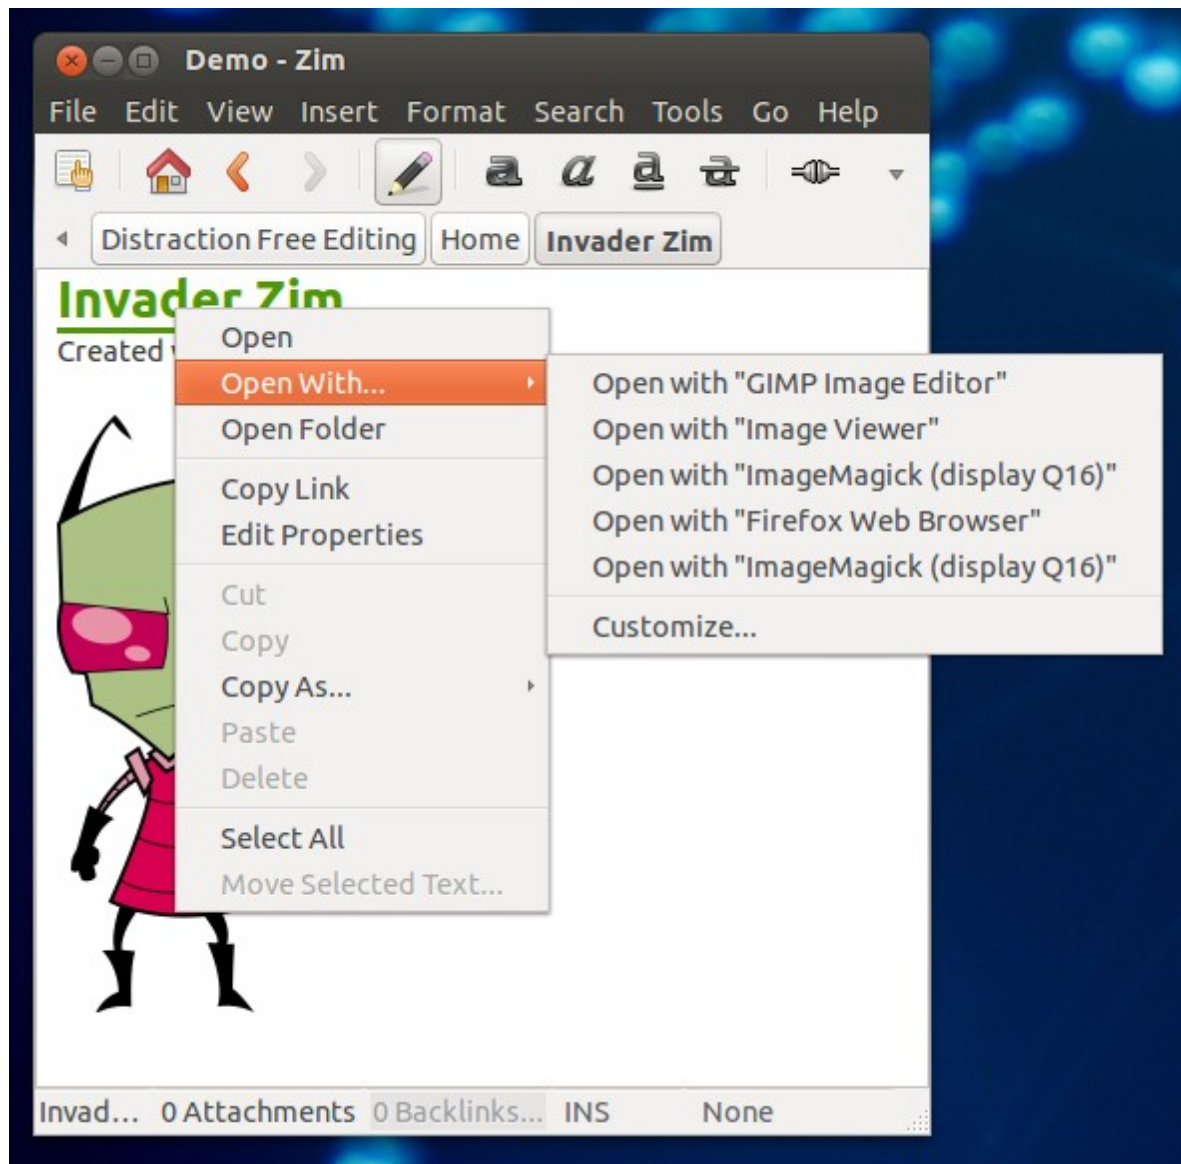 Demo - Zim
File Edit View Insert Format Search Tools Go Help
a a a a
Distraction Free Editing Home Invader Zim
Invader Zim
Created
Open
Open With...
Open Folder
Copy Link
Edit Properties
Cut
Copy
Copy As...
Paste
Delete
Select All
Move Selected Text...
Open with "GIMP Image Editor"
Open with "Image Viewer"
Open with "ImageMagick (display Q16)"
Open with "Firefox Web Browser"
Open with "ImageMagick (display Q16)"
Customize...
Invad... 0 Attachments 0 Backlinks... INS None